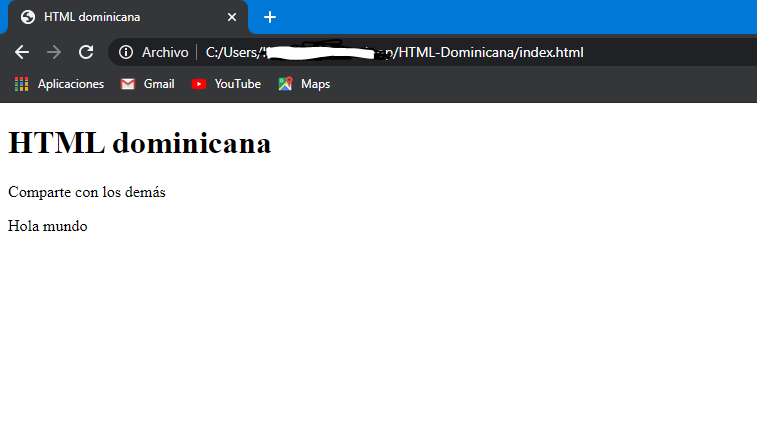 HTML dominicana
Archivo C:/Users/ /HTML-Dominicana/index.html
Aplicaciones Gmail YouTube Maps
HTML dominicana
Comparte con los demás
Hola mundo